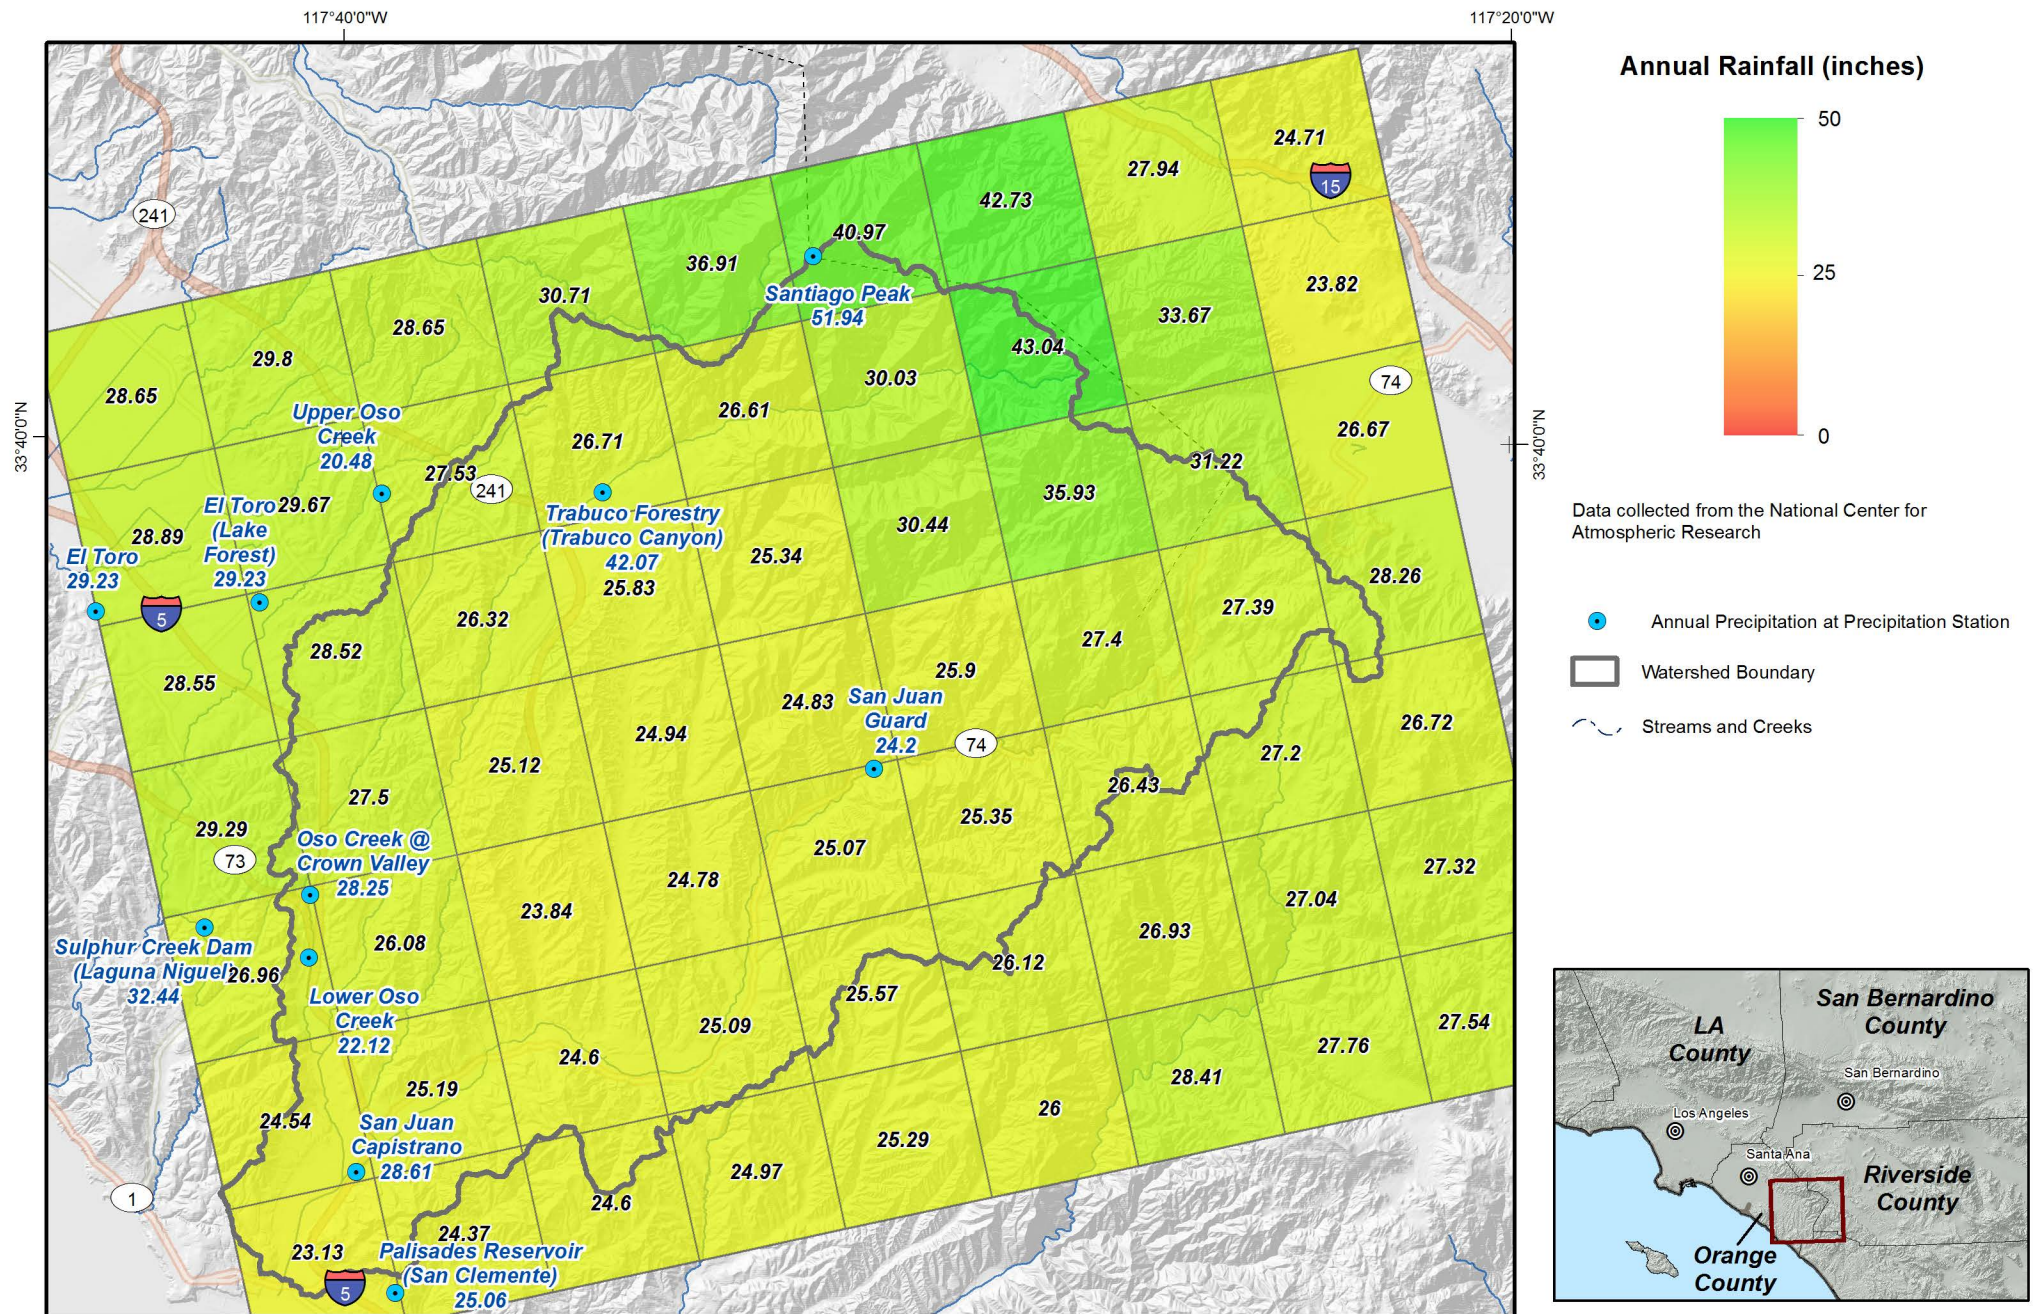 117°40'0"W
117°20'0"W
Annual Rainfall (inches)
50
25
0
24.71
27.94
15
42.73
241
40.97
36.91
23.82
Santiago Peak
51.94
30.71
33.67
28.65
43.04
29.8
30.03
74
28.65
26.61
Upper Oso
Creek
20.48
26.71
26.67
33°40'0"N
33°40'0"N
31.22
27.53
241
35.93
El Toro
(Lake
Forest)
29.23
29.67
Trabuco Forestry
(Trabuco Canyon)
42.07
25.83
30.44
28.89
25.34
El Toro
29.23
28.26
5
27.39
26.32
27.4
28.52
25.9
28.55
24.83
San Juan
Guard
24.2
26.72
24.94
74
27.2
25.12
26.43
27.5
25.35
29.29
25.07
73
Oso Creek @
Crown Valley
28.25
27.32
24.78
27.04
23.84
26.93
26.08
Sulphur Creek Dam
(Laguna Niguel)
32.44
26.96
26.12
25.57
Lower Oso
Creek
22.12
25.09
27.54
27.76
24.6
28.41
25.19
26
24.54
San Juan
Capistrano
28.61
25.29
24.97
1
24.6
24.37
23.13
Palisades Reservoir
(San Clemente)
25.06
5
Data collected from the National Center for
Atmospheric Research
Annual Precipitation at Precipitation Station
Watershed Boundary
Streams and Creeks
San Bernardino
County
LA
County
San Bernardino
Los Angeles
Santa Ana
Riverside
County
Orange
County